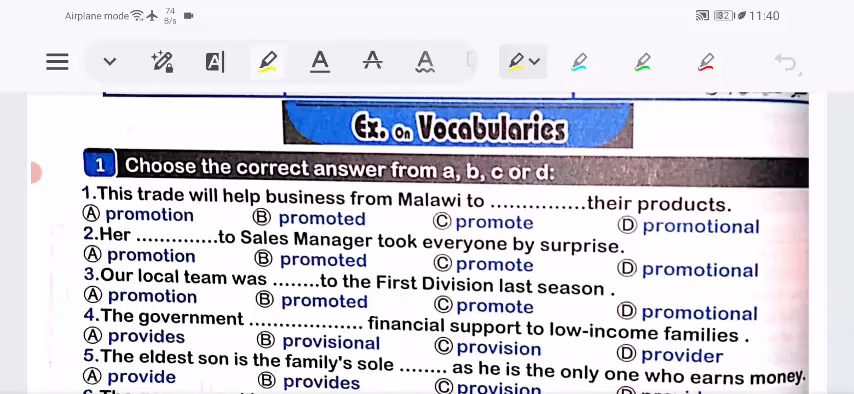 Airplane mode 74 B/s 82 11:40
A A A A
Ex. on Vocabularies
1 Choose the correct answer from a, b, c or d:
1.This trade will help business from Malawi to ...............their products.
A promotion B promoted C promote D promotional
2.Her .............to Sales Manager took everyone by surprise.
A promotion B promoted C promote D promotional
3.Our local team was ........to the First Division last season .
A promotion B promoted C promote D promotional
4.The government .................. financial support to low-income families .
A provides B provisional C provision D provider
5.The eldest son is the family's sole ........ as he is the only one who earns money.
A provide B provides C provision